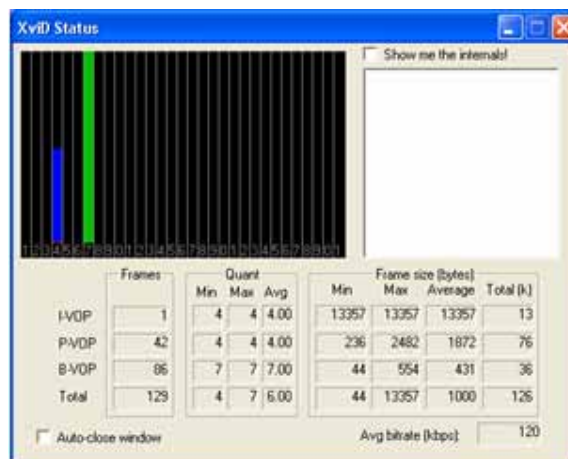 XviD Status
Show me the internals!
1234567890123456789012345678901
Frames Quant Frame size (bytes)
Min Max Avg Min Max Average Total (k)
I-VOP 1 4 4 4.00 13357 13357 13357 13
P-VOP 42 4 4 4.00 236 2482 1872 76
B-VOP 86 7 7 7.00 44 554 431 36
Total 129 4 7 6.00 44 13357 1000 126
Auto-close window Avg bitrate (kbps): 120